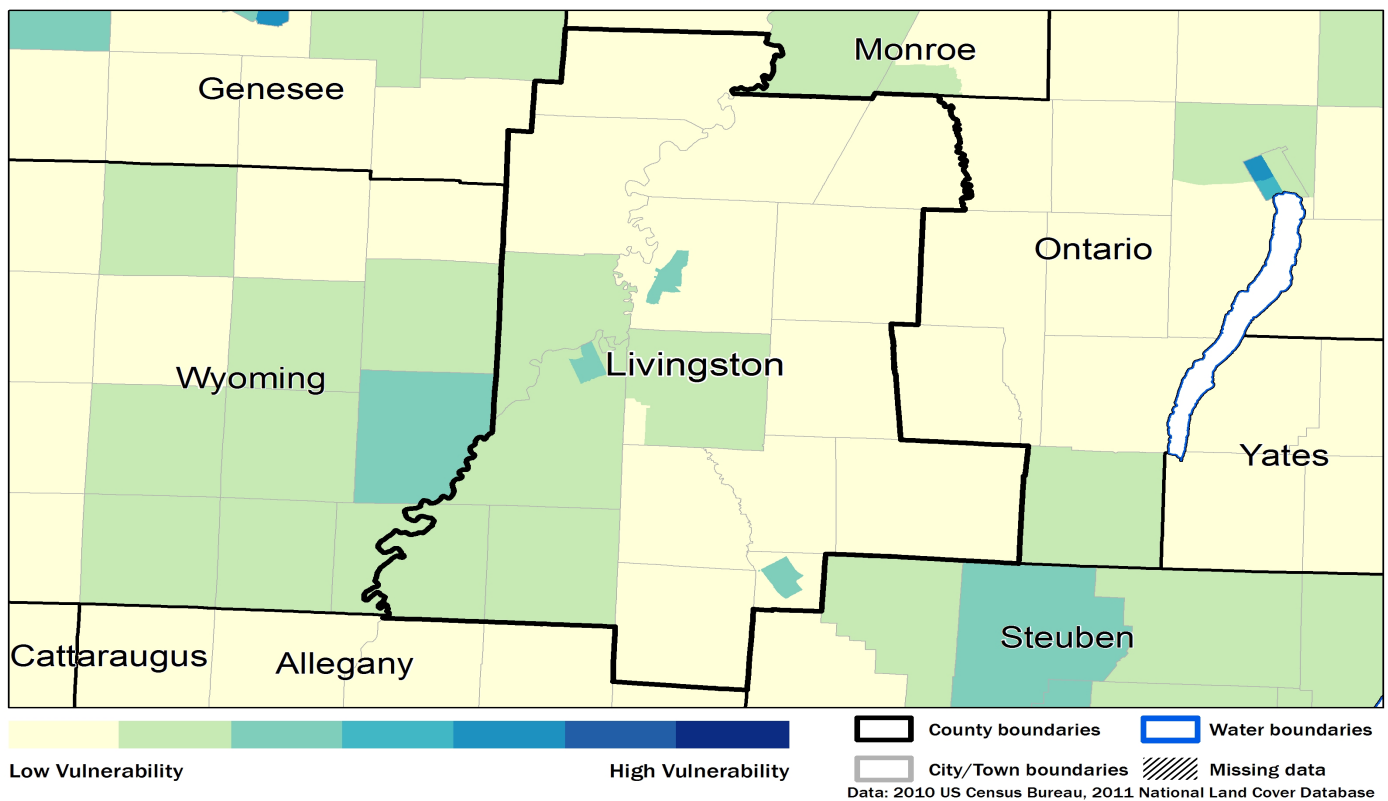 Monroe
Genesee
Ontario
Livingston
Wyoming
Yates
Steuben
Cattaraugus
Allegany
Low Vulnerability
High Vulnerability
County boundaries
Water boundaries
City/Town boundaries
Missing data
Data: 2010 US Census Bureau, 2011 National Land Cover Database